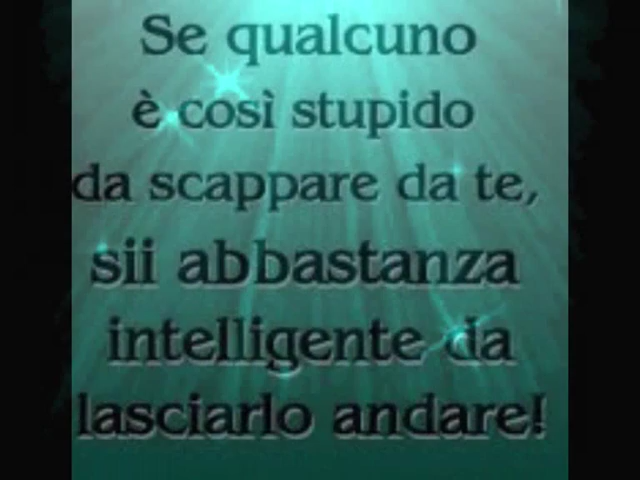 Se qualcuno
è così stupido
da scappare da te,
sii abbastanza
intelligente da
lasciarlo andare!